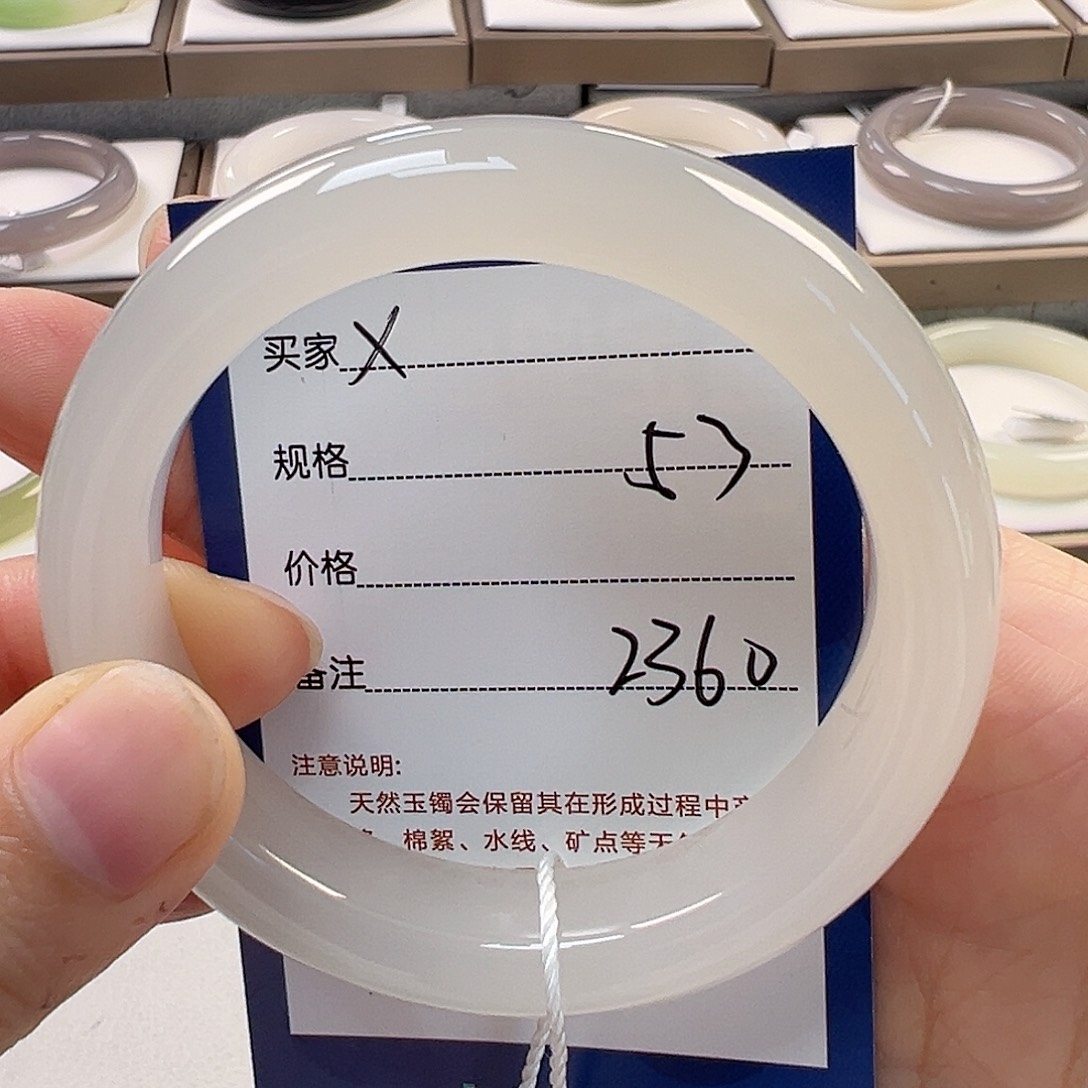 买家 X
规格 57
价格
备注 2360
注意说明:
天然玉镯会保留其在形成过程中
棉絮、水线、矿点等天